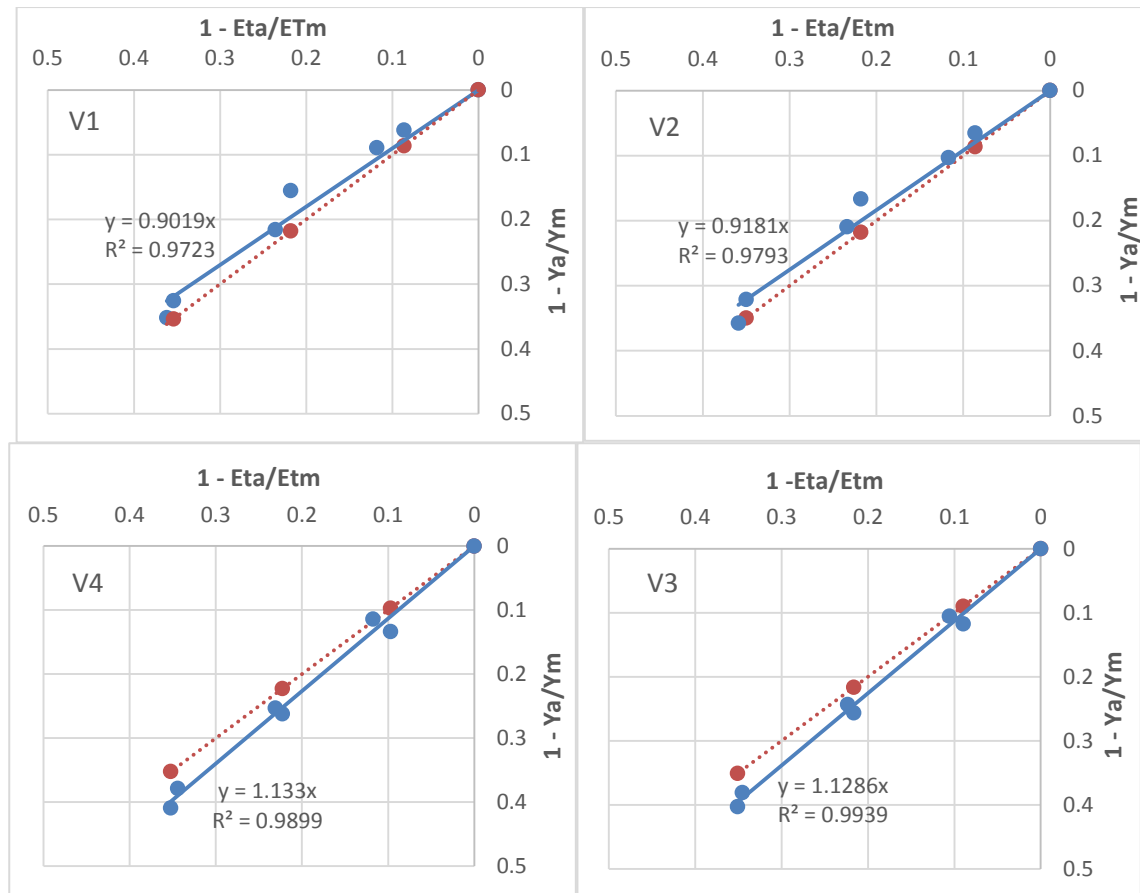 1 - Eta/ETm
0.5 0.4 0.3 0.2 0.1 0
0
0.1
0.2
0.3
0.4
0.5
1 - Ya/Ym
V1
y = 0.9019x
R² = 0.9723
1 - Eta/Etm
0.5 0.4 0.3 0.2 0.1 0
0
0.1
0.2
0.3
0.4
0.5
1 - Ya/Ym
V2
y = 0.9181x
R² = 0.9793
1 - Eta/Etm
0.5 0.4 0.3 0.2 0.1 0
0
0.1
0.2
0.3
0.4
0.5
1 - Ya/Ym
V4
y = 1.133x
R² = 0.9899
1 -Eta/Etm
0.5 0.4 0.3 0.2 0.1 0
0
0.1
0.2
0.3
0.4
0.5
1 - Ya/Ym
V3
y = 1.1286x
R² = 0.9939